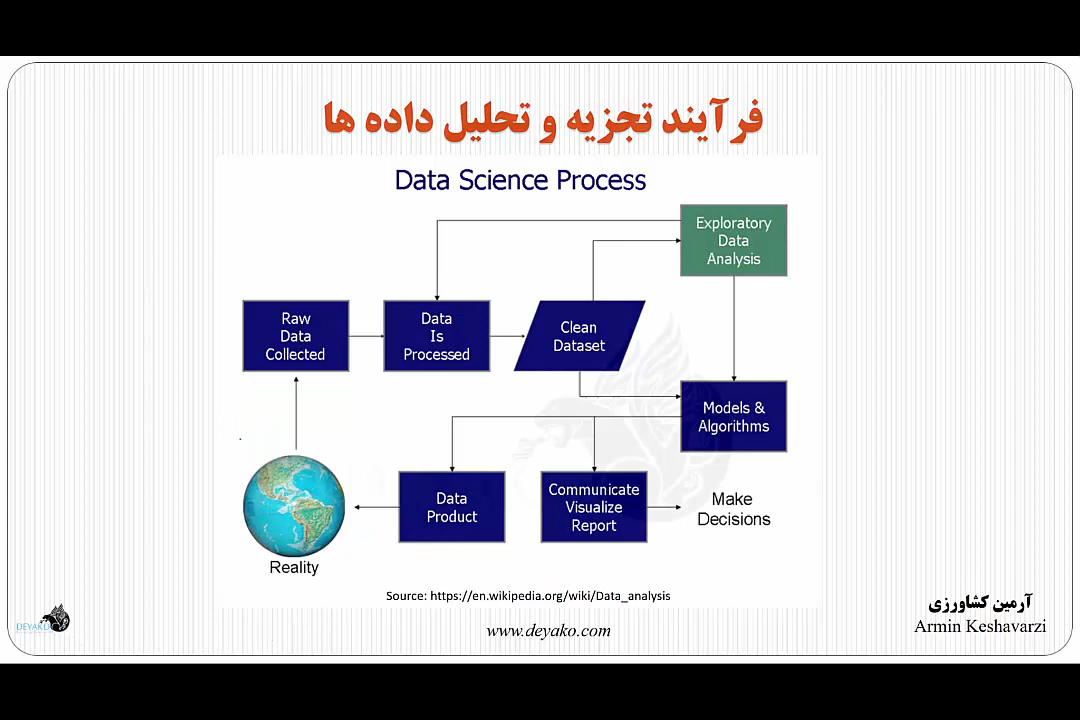 فرآیند تجزیه و تحلیل داده ها
Data Science Process
Exploratory
Data
Analysis
Raw
Data
Collected
Data
Is
Processed
Clean
Dataset
Models &
Algorithms
Data
Product
Communicate
Visualize
Report
Make
Decisions
Reality
Source: https://en.wikipedia.org/wiki/Data_analysis
آرمین کشاورزی
Armin Keshavarzi
DEYAKO
www.deyako.com